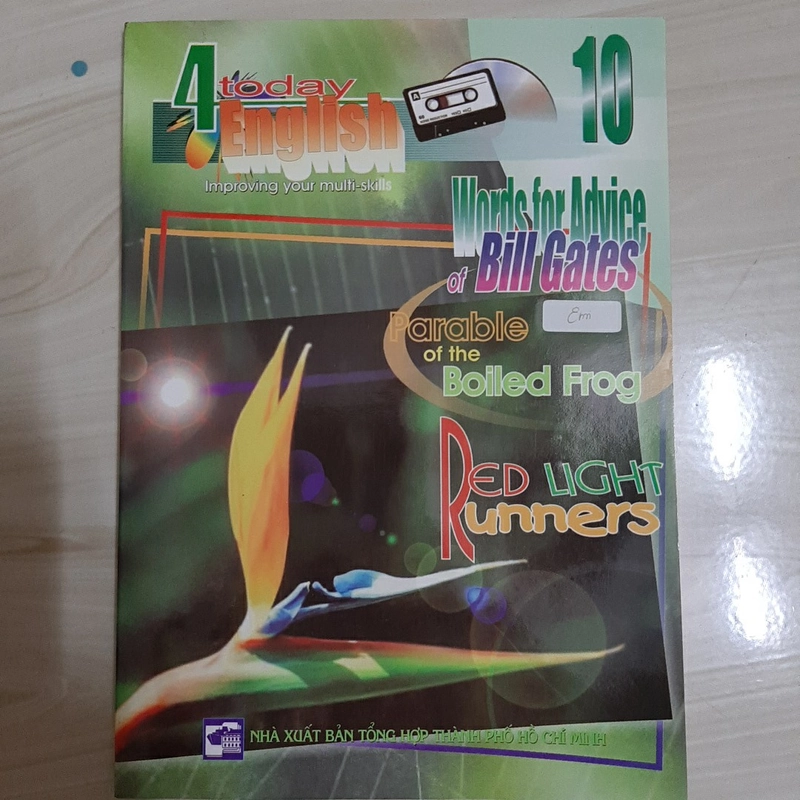 4 today
English
Improving your multi-skills
10
Words for Advice
of Bill Gates
Em
Parable
of the
Boiled Frog
RED LIGHT
Runners
NHÀ XUẤT BẢN TỔNG HỢP THÀNH PHỐ HỒ CHÍ MINH